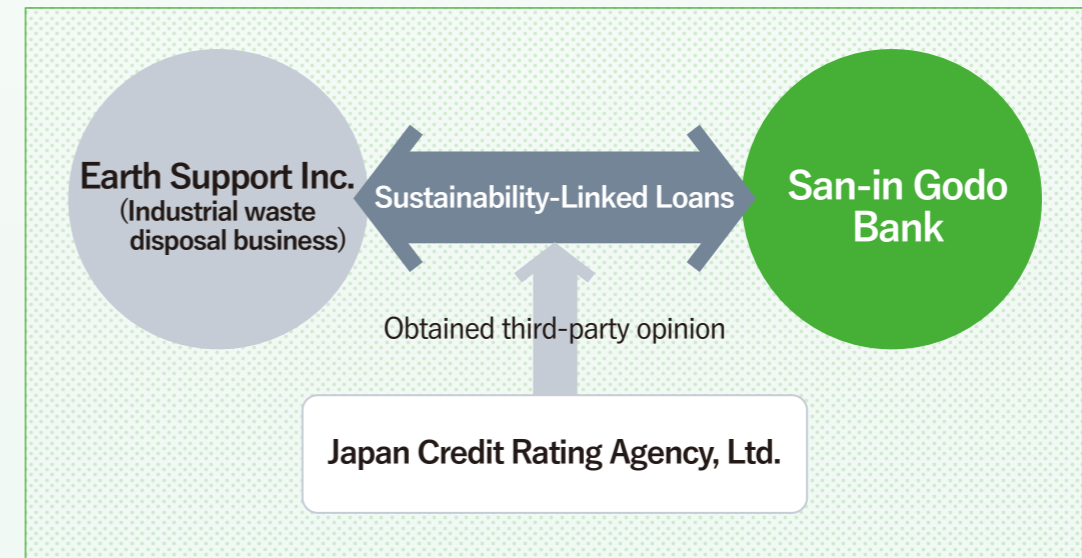 Earth Support Inc.
(Industrial waste
disposal business)
Sustainability-Linked Loans
San-in Godo
Bank
Obtained third-party opinion
Japan Credit Rating Agency, Ltd.